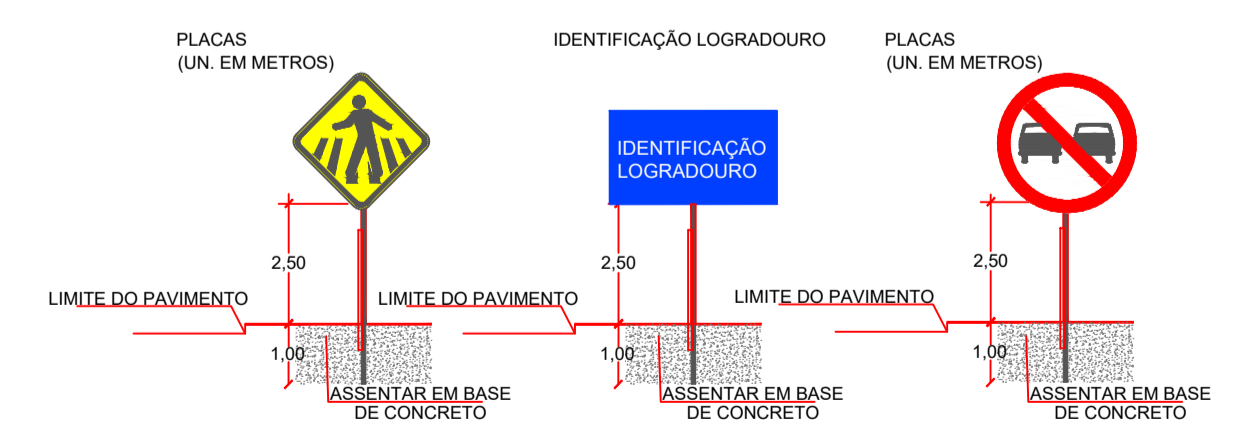 PLACAS
(UN. EM METROS)
IDENTIFICAÇÃO LOGRADOURO
PLACAS
(UN. EM METROS)
IDENTIFICAÇÃO
LOGRADOURO
2,50
2,50
2,50
LIMITE DO PAVIMENTO
LIMITE DO PAVIMENTO
LIMITE DO PAVIMENTO
1,00
1,00
1,00
ASSENTAR EM BASE
DE CONCRETO
ASSENTAR EM BASE
DE CONCRETO
ASSENTAR EM BASE
DE CONCRETO